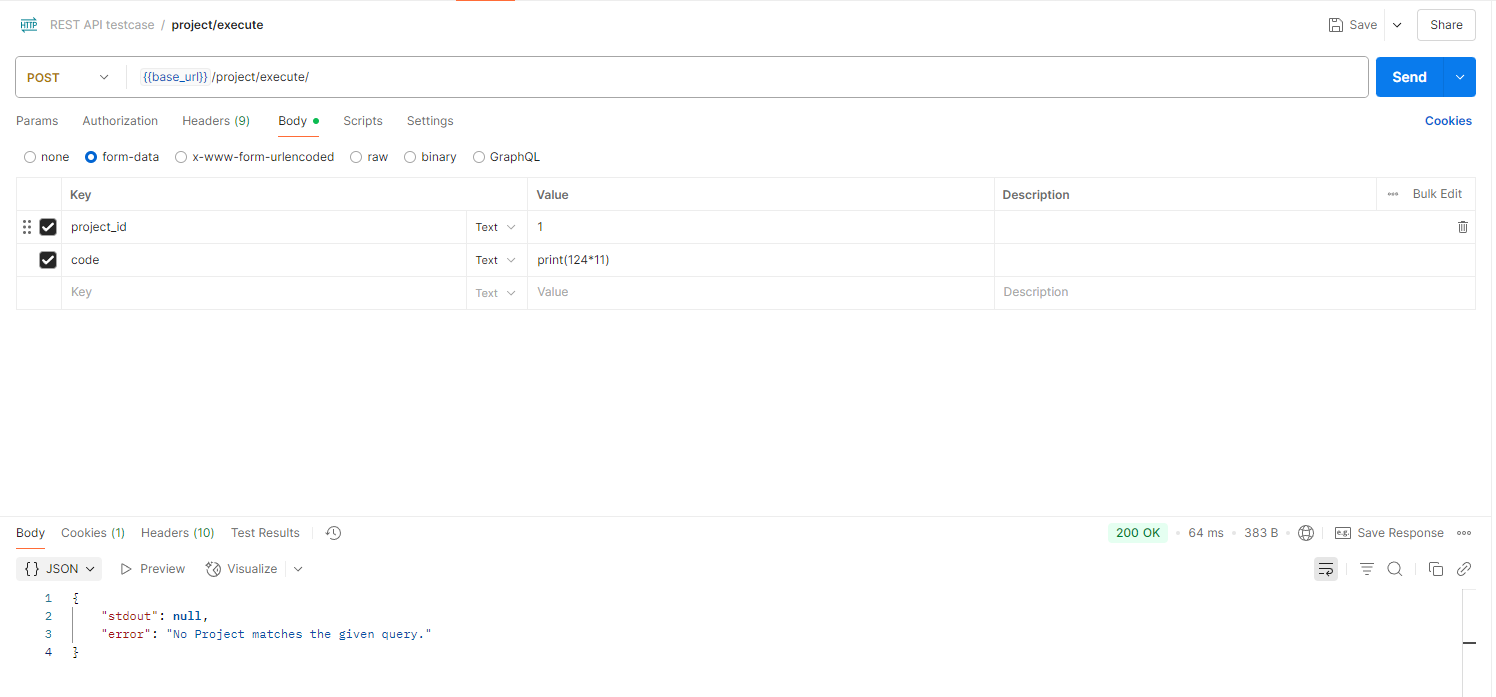 HTTP REST API testcase / project/execute Save Share
POST {{base_url}} /project/execute/ Send
Params Authorization Headers (9) Body Scripts Settings Cookies
none form-data x-www-form-urlencoded raw binary GraphQL
Key Value Description Bulk Edit
project_id Text 1
code Text print(124*11)
Key Text Value Description
Body Cookies (1) Headers (10) Test Results 200 OK • 64 ms • 383 B • e.g. Save Response
{} JSON Preview Visualize
1 {
2 "stdout": null,
3 "error": "No Project matches the given query."
4 }